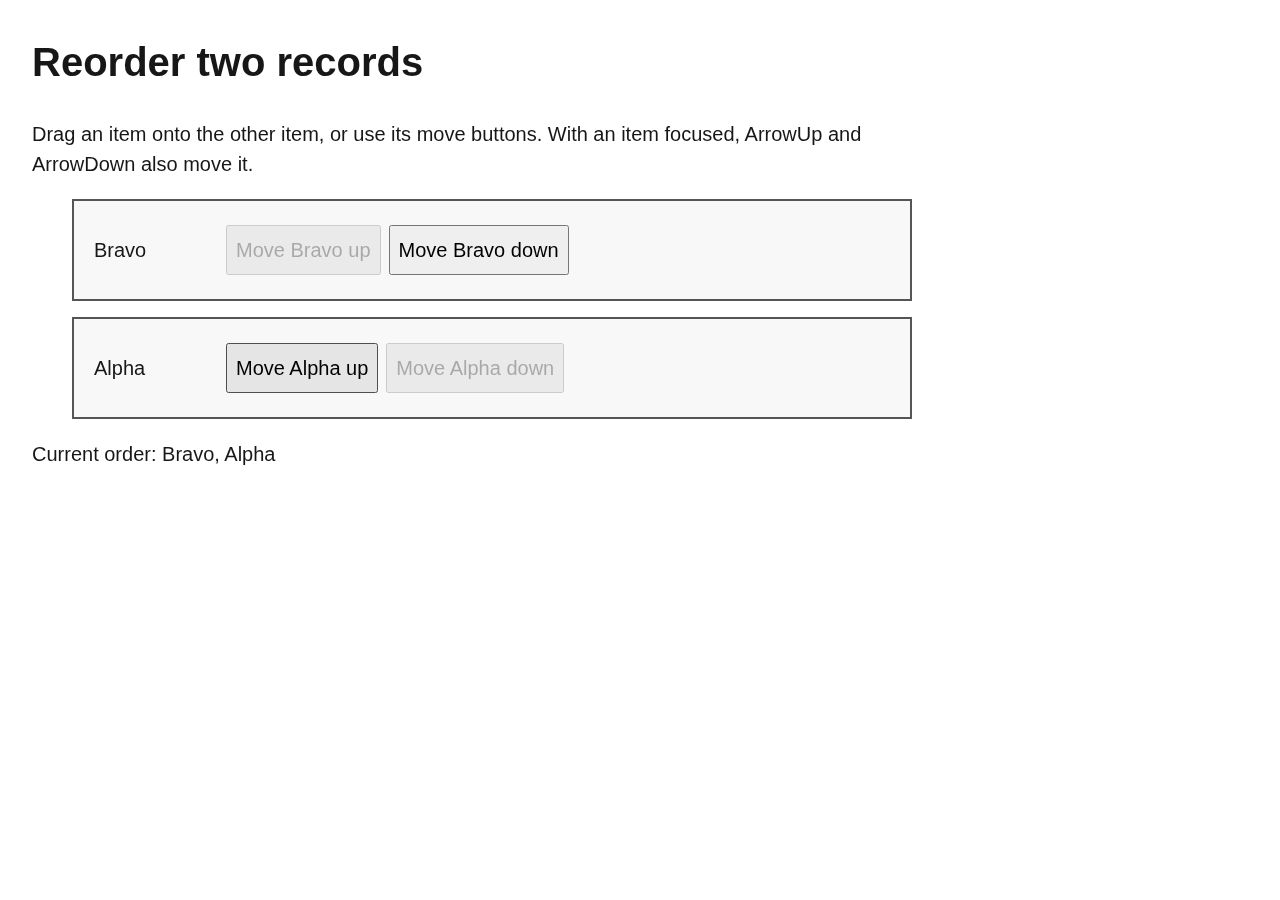 Reorder two records
Drag an item onto the other item, or use its move buttons. With an item focused, ArrowUp and
ArrowDown also move it.
Bravo Move Bravo up Move Bravo down
Alpha Move Alpha up Move Alpha down
Current order: Bravo, Alpha